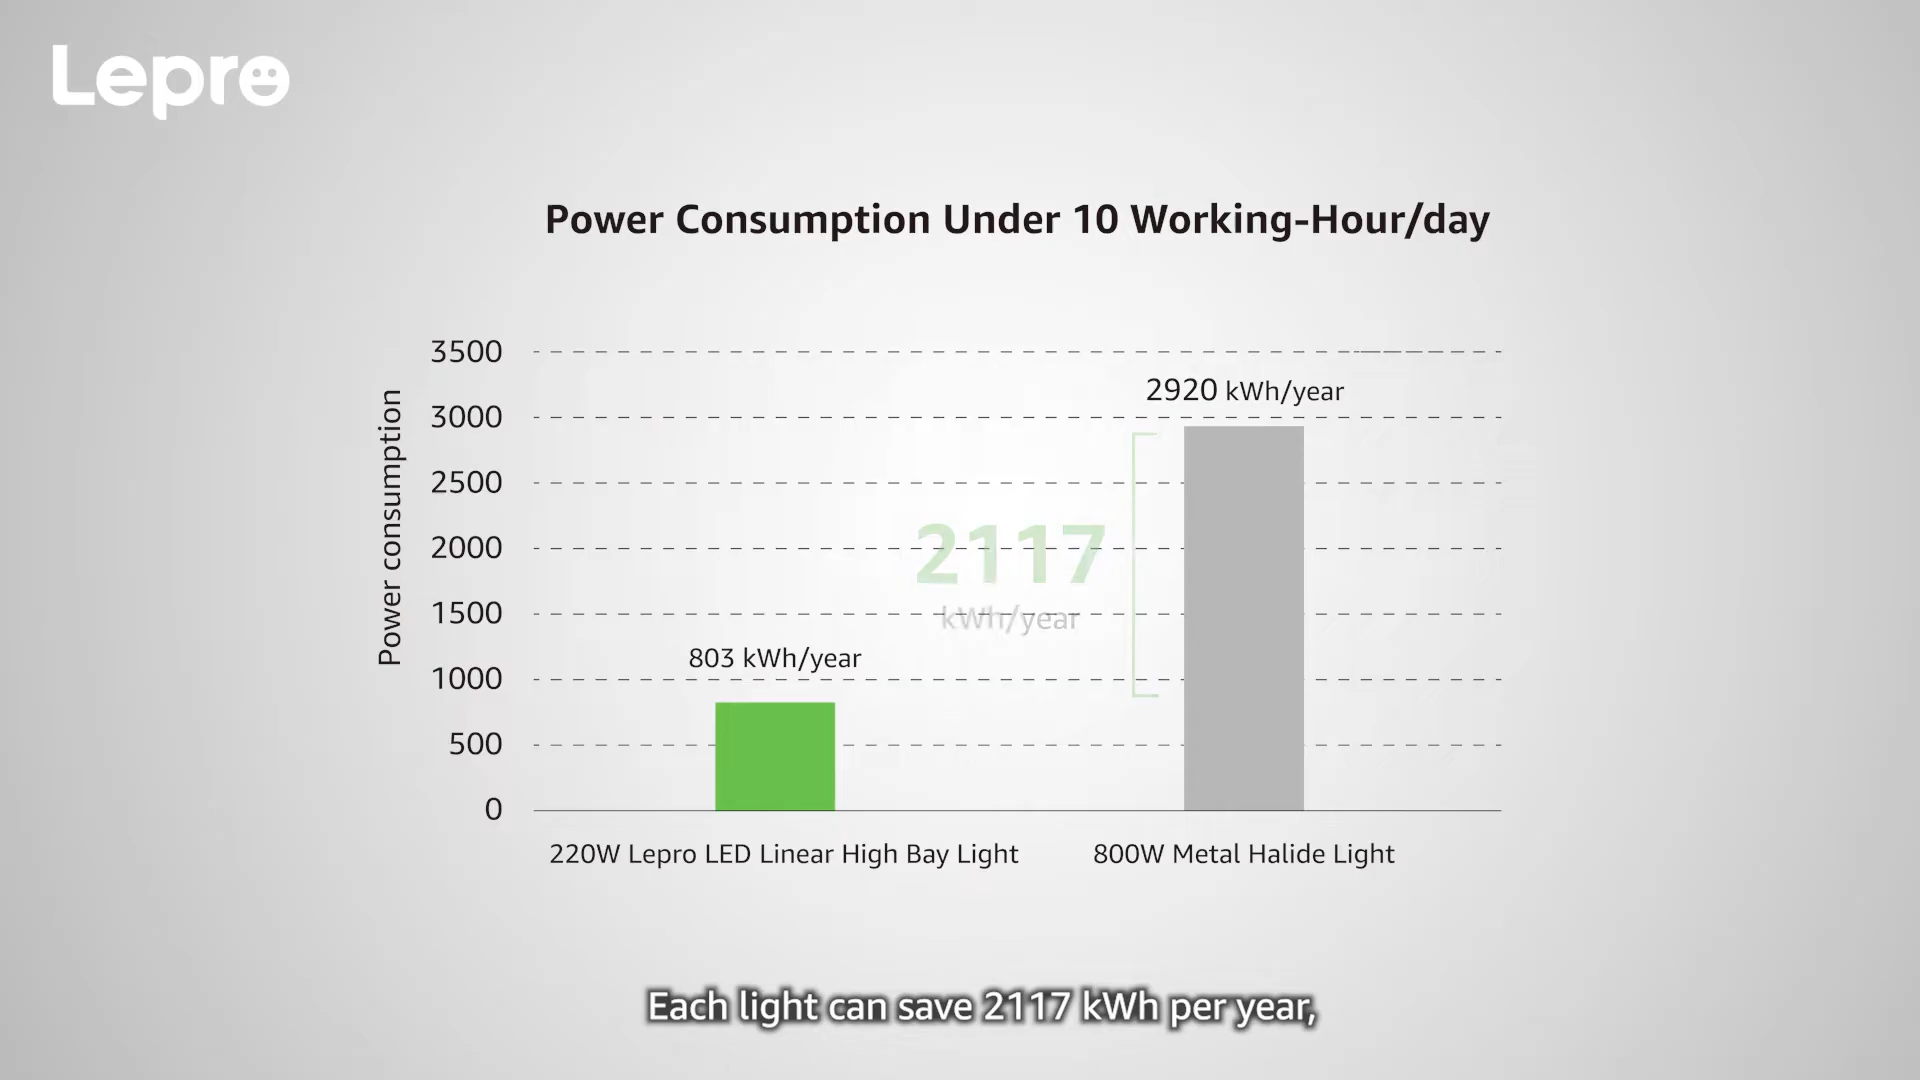 Lepro
Power Consumption Under 10 Working-Hour/day
Power consumption
3500
3000
2500
2000
1500
1000
500
0
2920 kWh/year
2117
kWh/year
803 kWh/year
220W Lepro LED Linear High Bay Light
800W Metal Halide Light
Each light can save 2117 kWh per year,